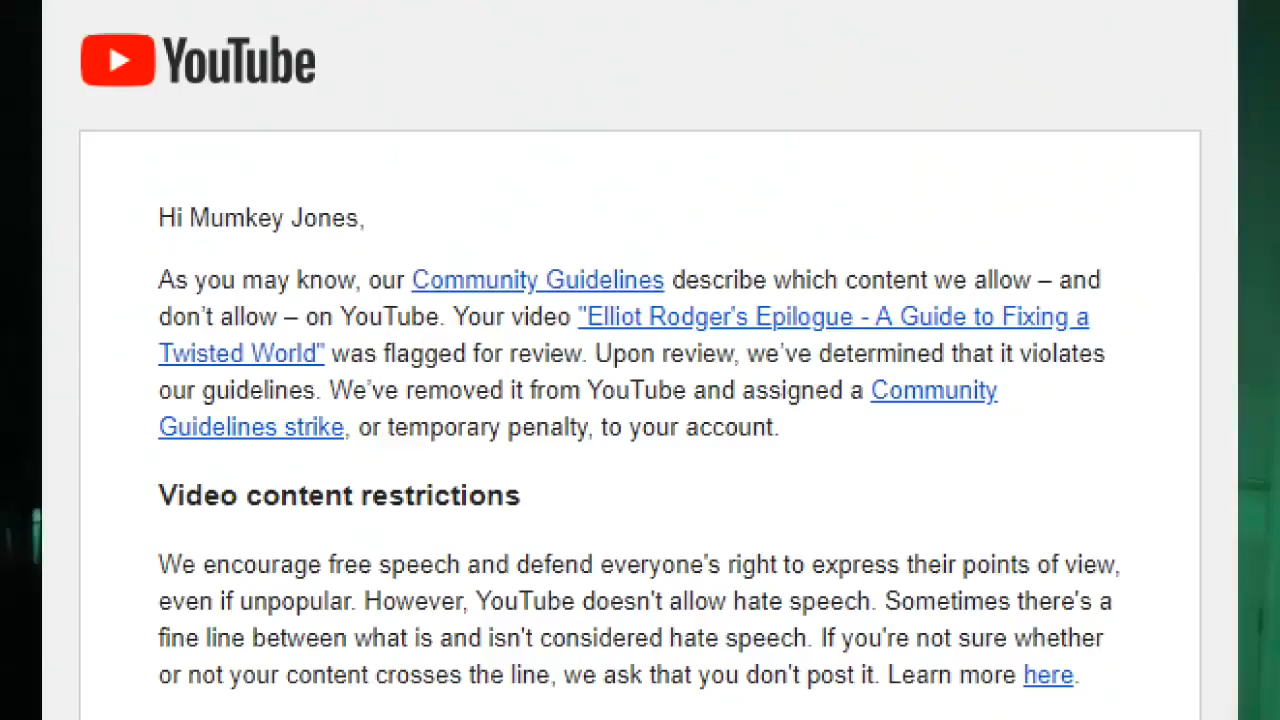 YouTube
Hi Mumkey Jones,
As you may know, our Community Guidelines describe which content we allow – and
don’t allow – on YouTube. Your video "Elliot Rodger's Epilogue - A Guide to Fixing a
Twisted World" was flagged for review. Upon review, we’ve determined that it violates
our guidelines. We’ve removed it from YouTube and assigned a Community
Guidelines strike, or temporary penalty, to your account.
Video content restrictions
We encourage free speech and defend everyone's right to express their points of view,
even if unpopular. However, YouTube doesn't allow hate speech. Sometimes there's a
fine line between what is and isn't considered hate speech. If you're not sure whether
or not your content crosses the line, we ask that you don't post it. Learn more here.